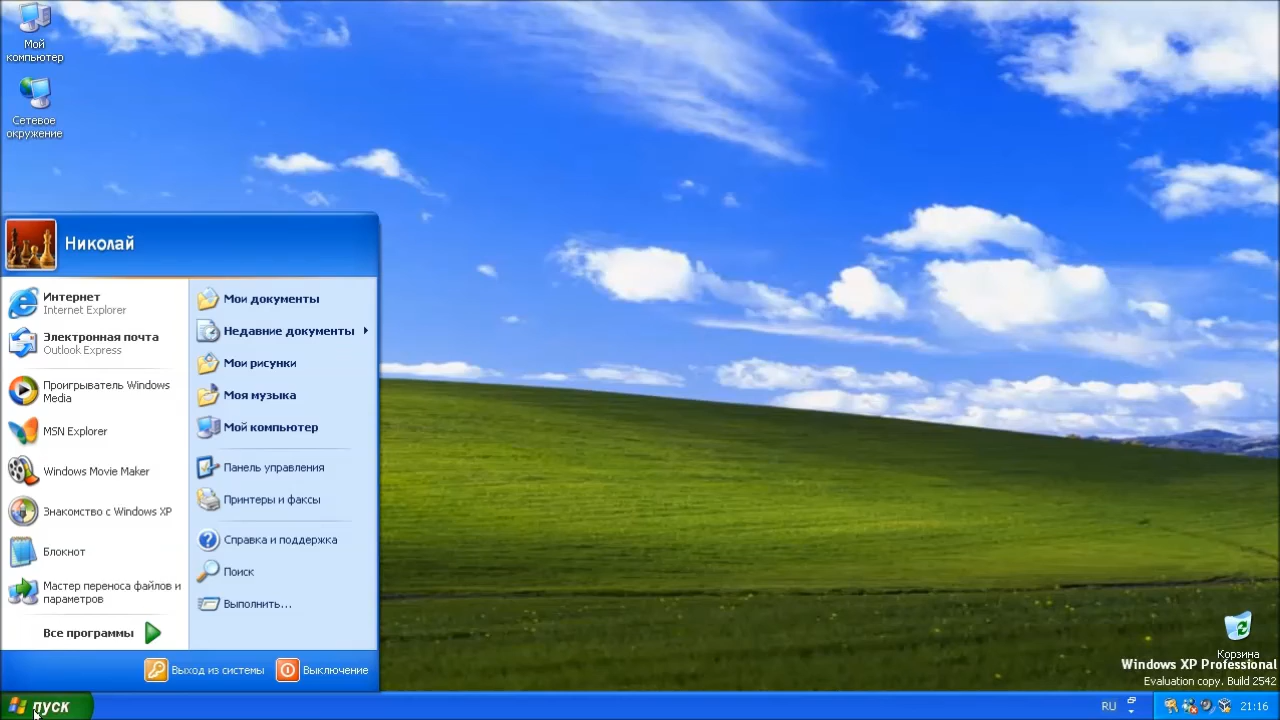 Мой
компьютер
Сетевое
окружение
Николай
Интернет
Internet Explorer
Электронная почта
Outlook Express
Проигрыватель Windows
Media
MSN Explorer
Windows Movie Maker
Знакомство с Windows XP
Блокнот
Мастер переноса файлов и
параметров
Все программы
Мои документы
Недавние документы
Мои рисунки
Моя музыка
Мой компьютер
Панель управления
Принтеры и факсы
Справка и поддержка
Поиск
Выполнить...
Выход из системы
Выключение
Корзина
Windows XP Professional
Evaluation copy. Build 2542
пуск
RU
21:16